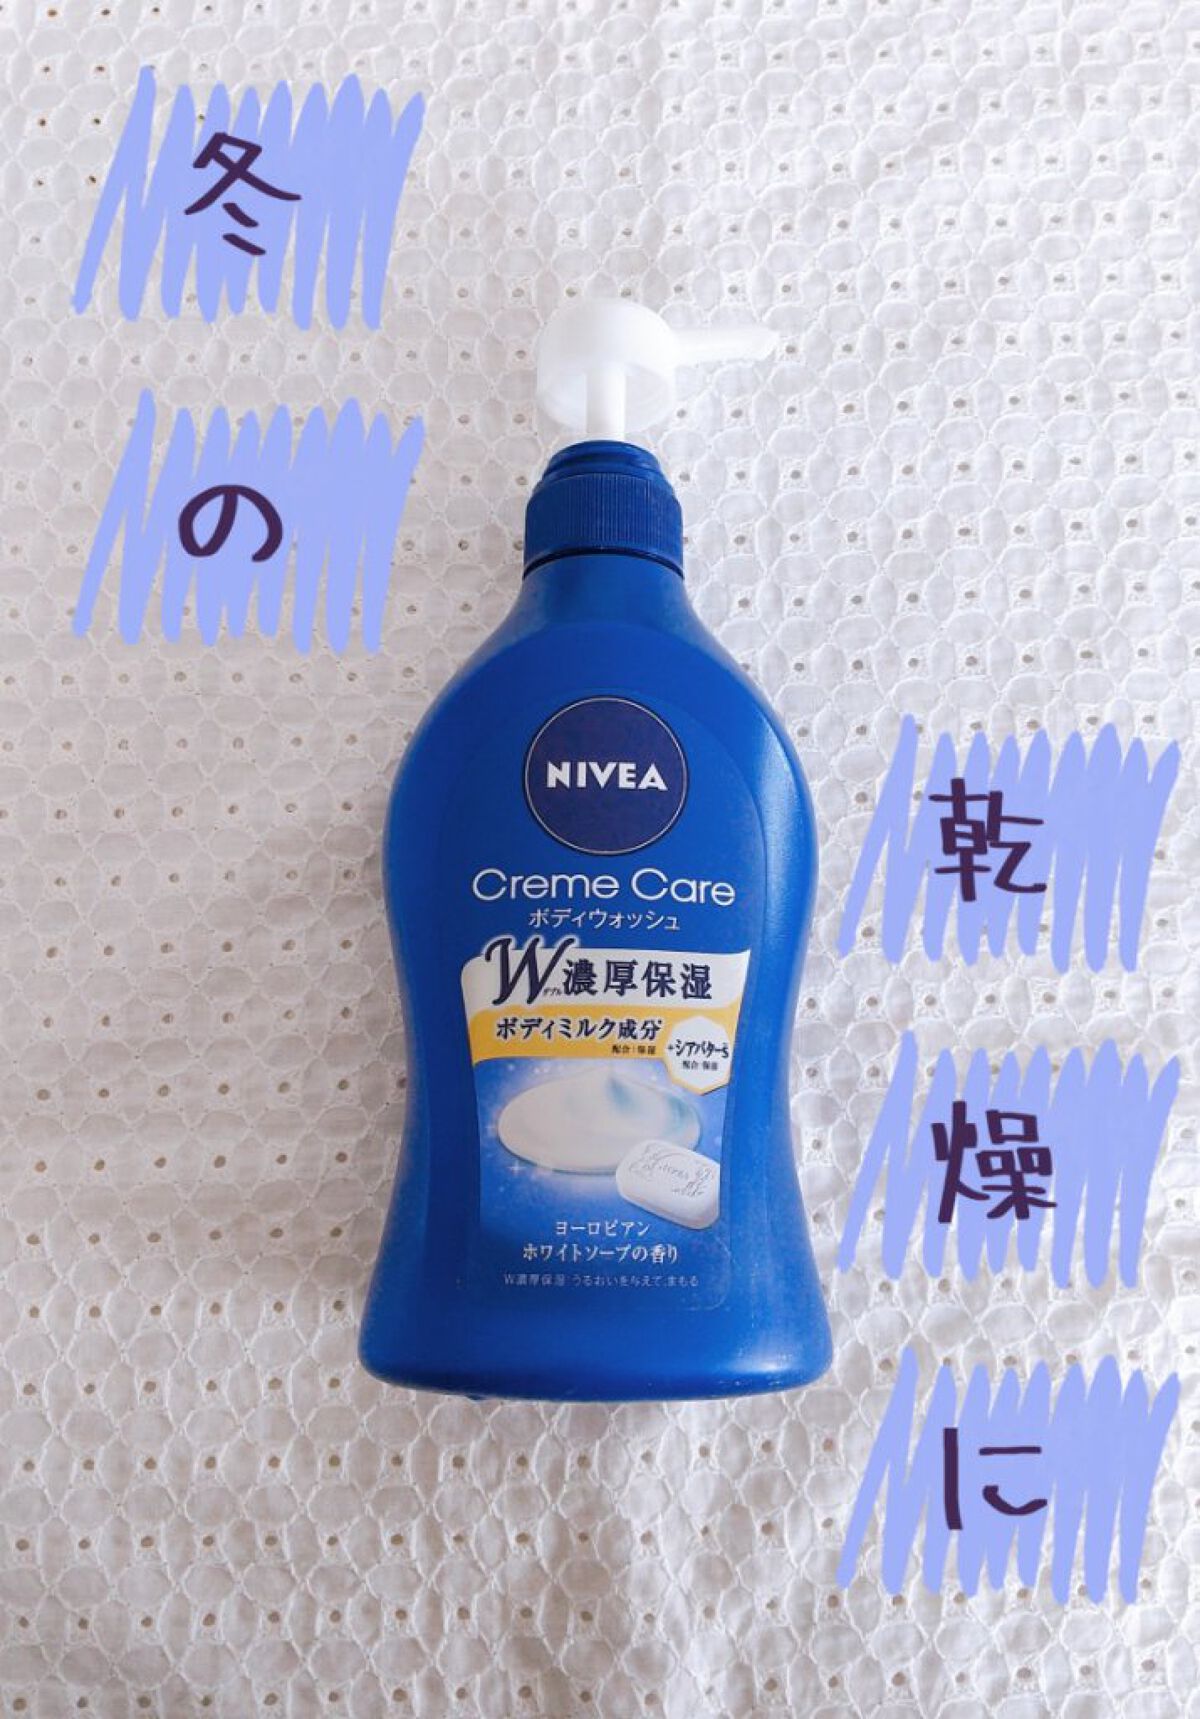 冬
の
乾
燥
に
NIVEA
Creme Care
ボディウォッシュ
W濃厚保湿
ダブル
ボディミルク成分
配合:保湿
+シアバター
配合:保湿
ヨーロピアン
ホワイトソープの香り
W濃厚保湿:うるおいを与えて、まもる